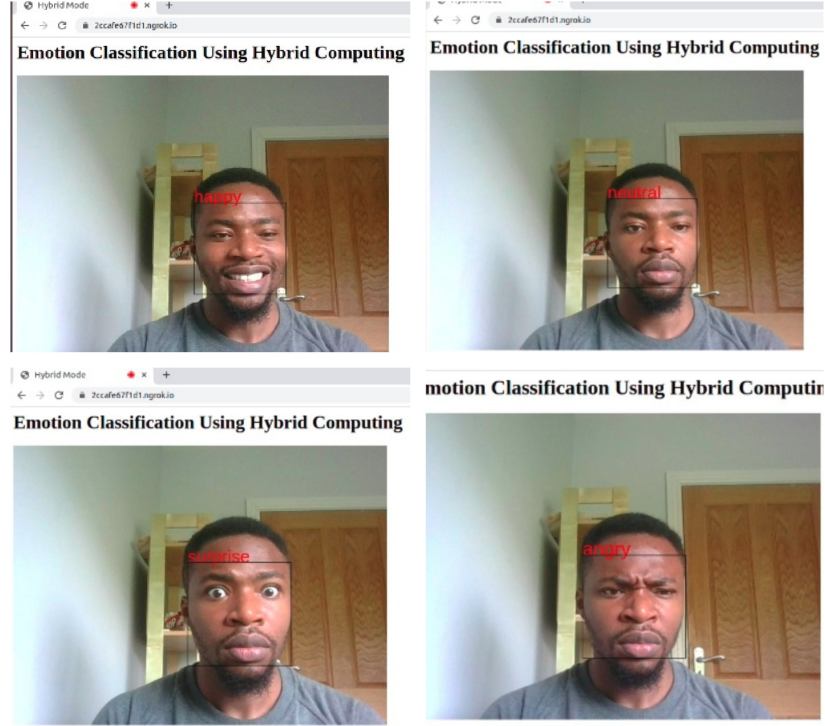 Hybrid Mode
2ccafe67f1d1.ngrok.io
Emotion Classification Using Hybrid Computing
happy
2ccafe67f1d1.ngrok.io
Emotion Classification Using Hybrid Computing
neutral
Hybrid Mode
2ccafe67f1d1.ngrok.io
Emotion Classification Using Hybrid Computing
surprise
motion Classification Using Hybrid Computin
angry